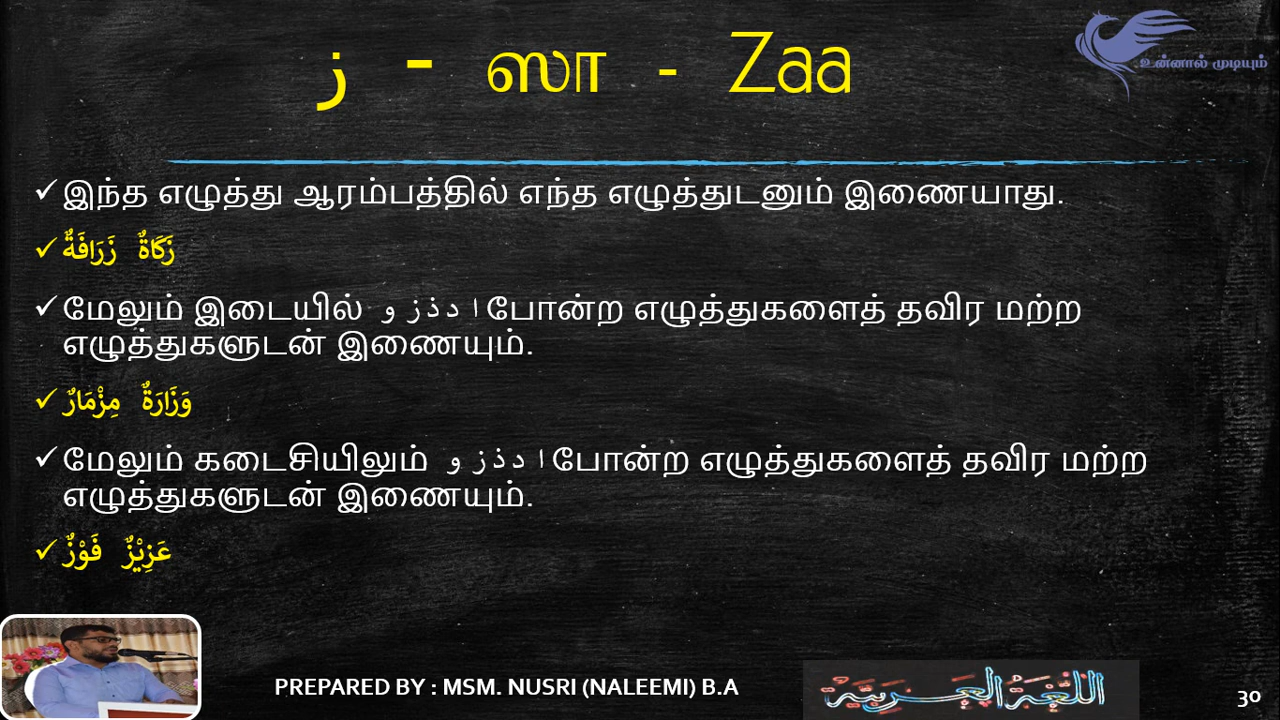 ز - ஸா - Zaa
உன்னால் முடியும்
✓ இந்த எழுத்து ஆரம்பத்தில் எந்த எழுத்துடனும் இணையாது.
✓ زَكَاةٌ زَرَافَةٌ
✓ மேலும் இடையில் ا د ذ ز و போன்ற எழுத்துகளைத் தவிர மற்ற
எழுத்துகளுடன் இணையும்.
✓ وَزَارَةٌ مِزْمَارٌ
✓ மேலும் கடைசியிலும் ا د ذ ز و போன்ற எழுத்துகளைத் தவிர மற்ற
எழுத்துகளுடன் இணையும்.
✓ عَزِيْزٌ فَوْزٌ
PREPARED BY : MSM. NUSRI (NALEEMI) B.A
اللُّغَةُ الْعَرَبِيَّةُ
30